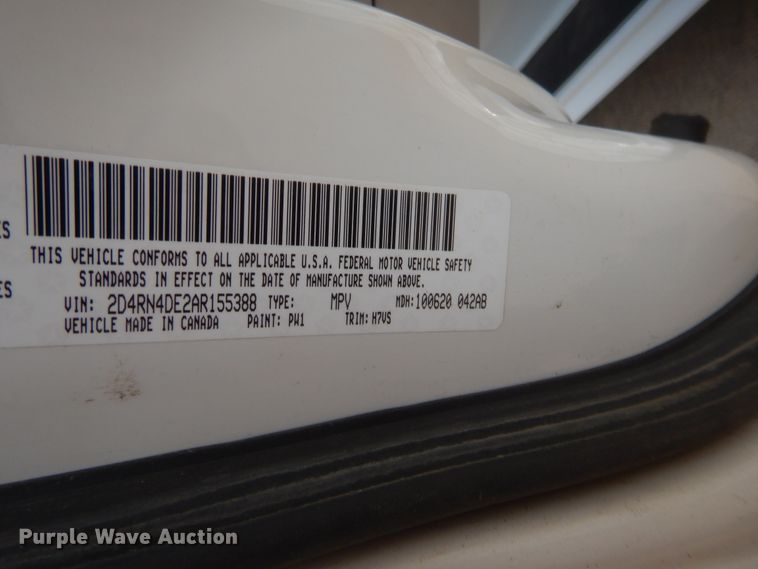 ES
THIS VEHICLE CONFORMS TO ALL APPLICABLE U.S.A. FEDERAL MOTOR VEHICLE SAFETY
STANDARDS IN EFFECT ON THE DATE OF MANUFACTURE SHOWN ABOVE.
ES
VIN: 2D4RN4DE2AR155388 TYPE: MPV MDH: 100620 042AB
VEHICLE MADE IN CANADA PAINT: PW1 TRIM: H7VS
Purple Wave Auction